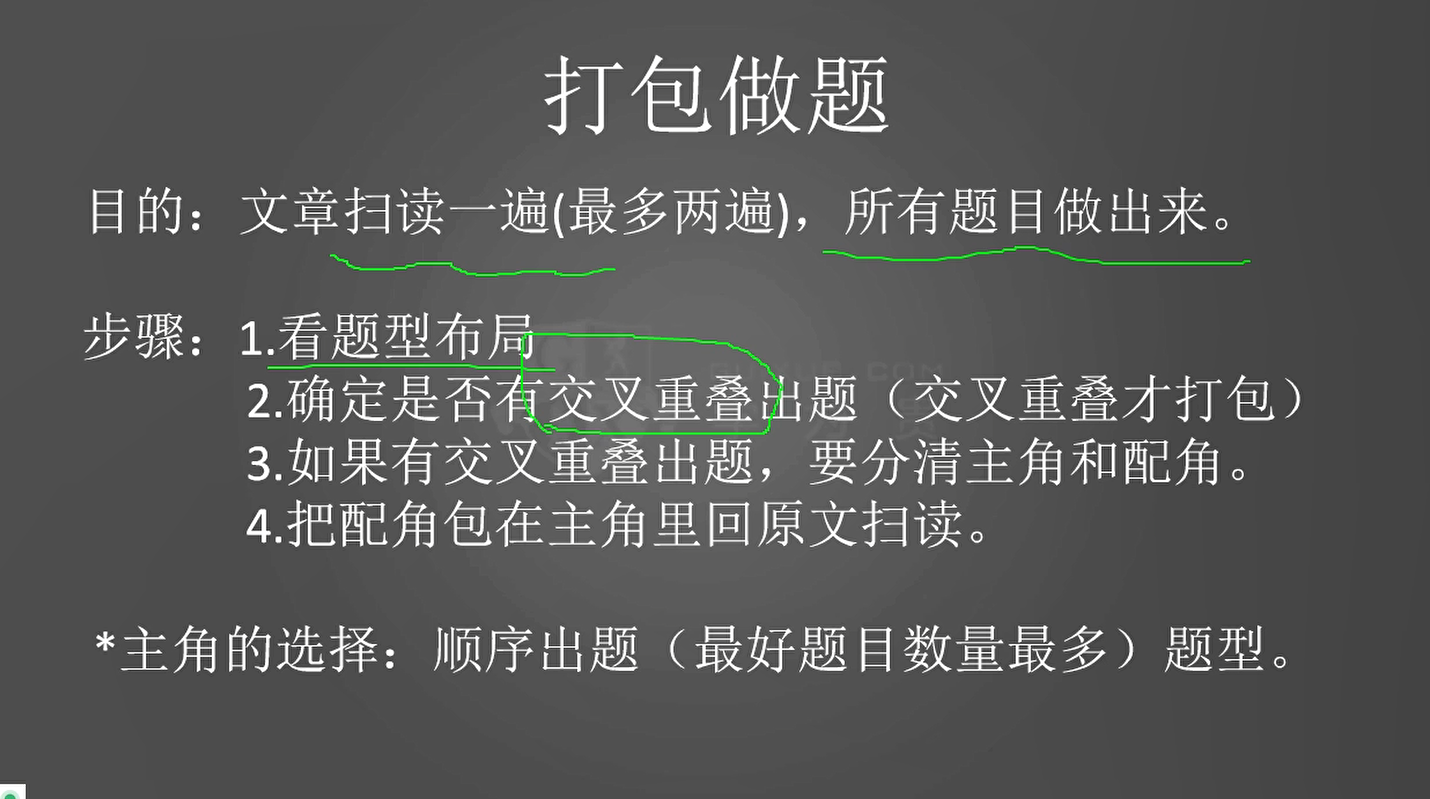 打包做题
目的：文章扫读一遍(最多两遍)，所有题目做出来。
步骤：1.看题型布局
2.确定是否有交叉重叠出题（交叉重叠才打包）
3.如果有交叉重叠出题，要分清主角和配角。
4.把配角包在主角里回原文扫读。
*主角的选择：顺序出题（最好题目数量最多）题型。